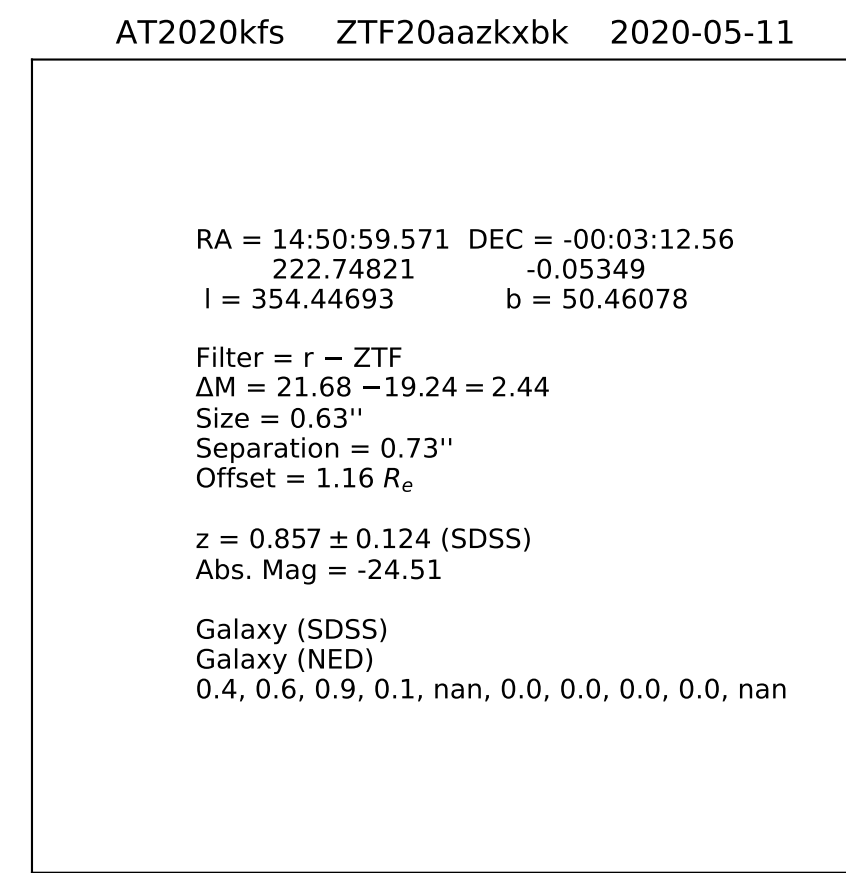 AT2020kfs ZTF20aazkxbk 2020-05-11
RA = 14:50:59.571 DEC = -00:03:12.56
222.74821 -0.05349
l = 354.44693 b = 50.46078
Filter = r − ZTF
ΔM = 21.68 −19.24 = 2.44
Size = 0.63''
Separation = 0.73''
Offset = 1.16 Re
z = 0.857 ± 0.124 (SDSS)
Abs. Mag = -24.51
Galaxy (SDSS)
Galaxy (NED)
0.4, 0.6, 0.9, 0.1, nan, 0.0, 0.0, 0.0, 0.0, nan